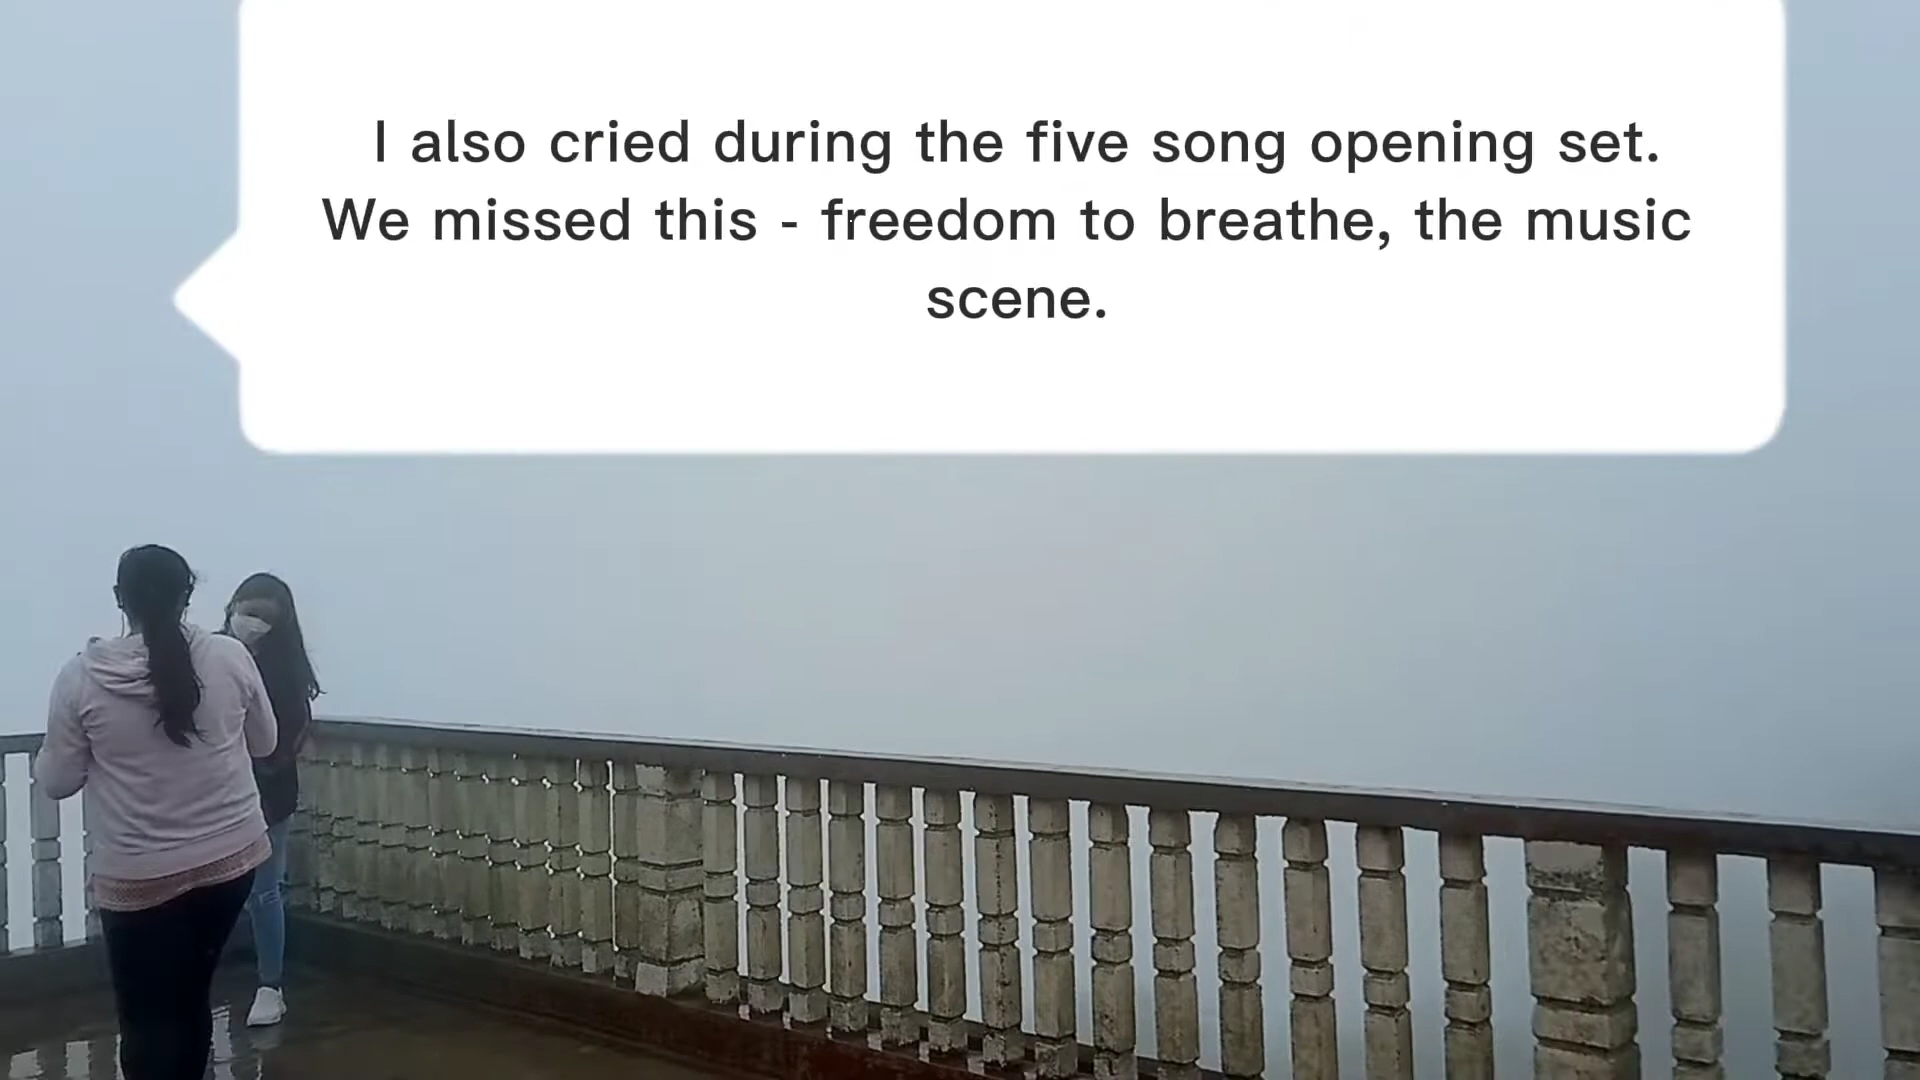 I also cried during the five song opening set.
We missed this - freedom to breathe, the music
scene.